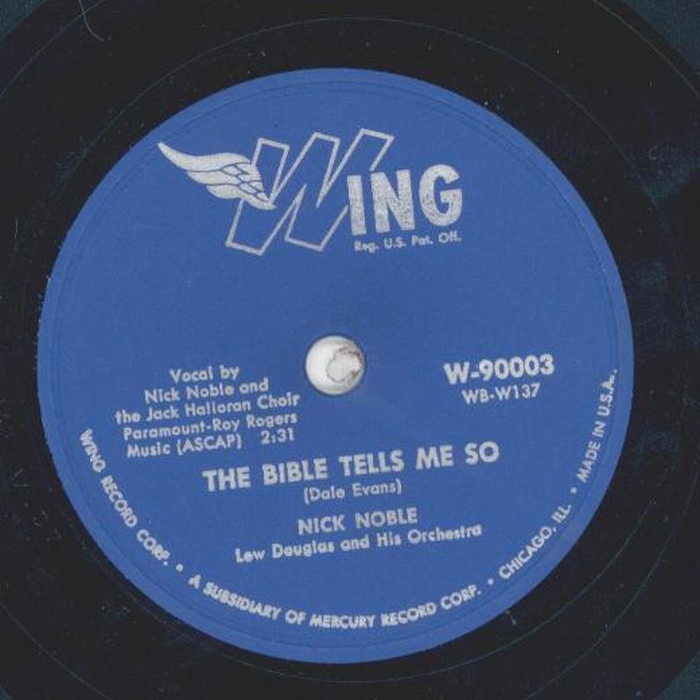 WING
Reg. U.S. Pat. Off.
Vocal by
Nick Noble and
the Jack Halloran Choir
Paramount-Roy Rogers
Music (ASCAP) 2:31
W-90003
WB-W137
THE BIBLE TELLS ME SO
(Dale Evans)
NICK NOBLE
Lew Douglas and His Orchestra
WING RECORD CORP. • A SUBSIDIARY OF MERCURY RECORD CORP. • CHICAGO, ILL. • MADE IN U.S.A.